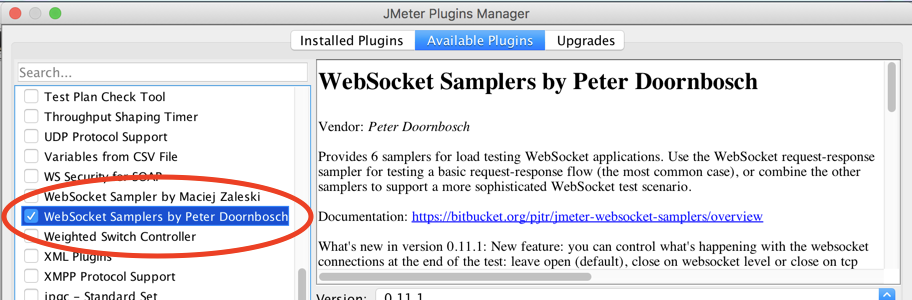 JMeter Plugins Manager
Installed Plugins Available Plugins Upgrades
Search...
Test Plan Check Tool
Throughput Shaping Timer
UDP Protocol Support
Variables from CSV File
WS Security for SOAP
WebSocket Sampler by Maciej Zaleski
WebSocket Samplers by Peter Doornbosch
Weighted Switch Controller
XML Plugins
XMPP Protocol Support
jpgc - Standard Set
WebSocket Samplers by Peter Doornbosch
Vendor: Peter Doornbosch
Provides 6 samplers for load testing WebSocket applications. Use the WebSocket request-response
sampler for testing a basic request-response flow (the most common case), or combine the other
samplers to support a more sophisticated WebSocket test scenario.
Documentation: https://bitbucket.org/pjtr/jmeter-websocket-samplers/overview
What's new in version 0.11.1: New feature: you can control what's happening with the websocket
connections at the end of the test: leave open (default), close on websocket level or close on tcp
Version: 0.11.1